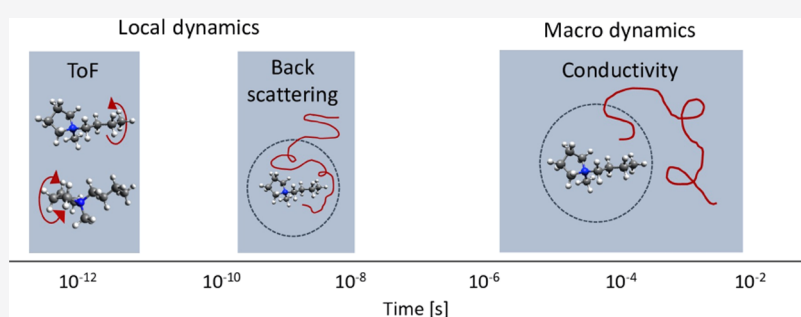 Local dynamics
Macro dynamics
ToF
Back
scattering
Conductivity
10-12
10-10
10-8
10-6
10-4
10-2
Time [s]